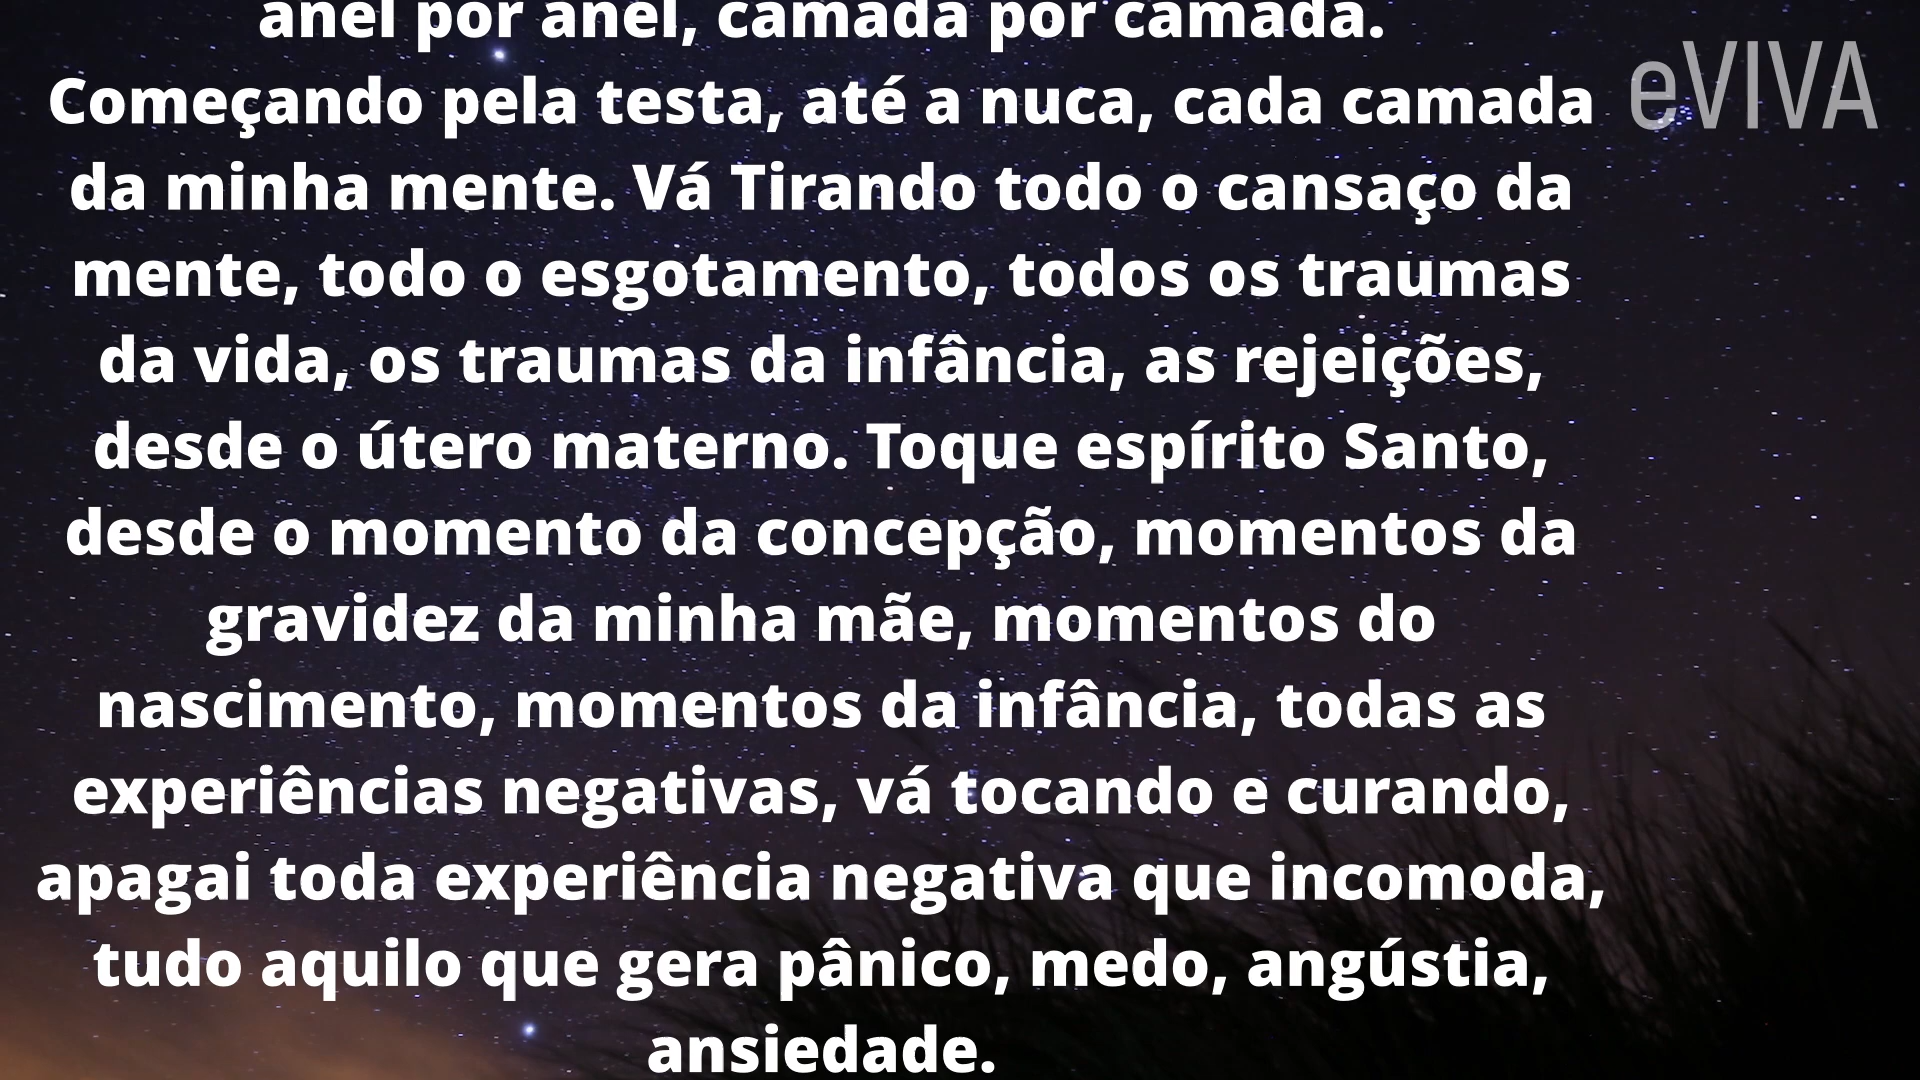 anel por anel, camada por camada.
Começando pela testa, até a nuca, cada camada
da minha mente. Vá Tirando todo o cansaço da
mente, todo o esgotamento, todos os traumas
da vida, os traumas da infância, as rejeições,
desde o útero materno. Toque espírito Santo,
desde o momento da concepção, momentos da
gravidez da minha mãe, momentos do
nascimento, momentos da infância, todas as
experiências negativas, vá tocando e curando,
apagai toda experiência negativa que incomoda,
tudo aquilo que gera pânico, medo, angústia,
ansiedade.
eVIVA